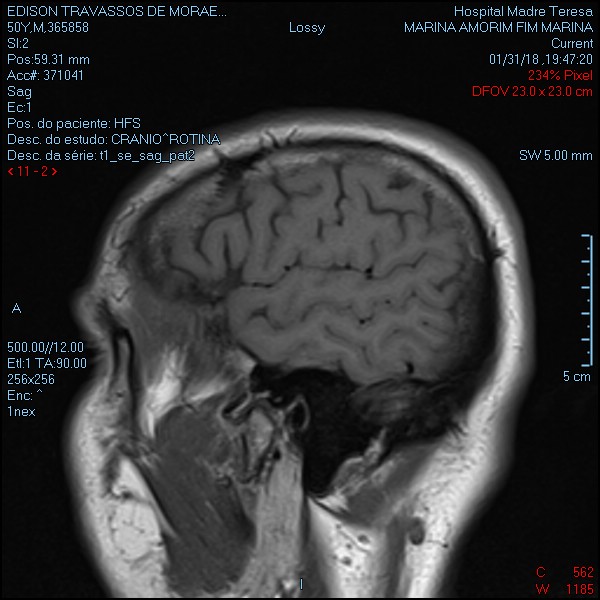 EDISON TRAVASSOS DE MORAE...
50Y,M,365858
Sl:2
Pos:59.31 mm
Acc#: 371041
Sag
Ec:1
Pos. do paciente: HFS
Desc. do estudo: CRANIO^ROTINA
Desc. da série: t1_se_sag_pat2
< 11 - 2 >
Lossy
Hospital Madre Teresa
MARINA AMORIM FIM MARINA
Current
01/31/18 ,19:47:20
234% Pixel
DFOV 23.0 x 23.0 cm
SW 5.00 mm
A
500.00//12.00
Etl:1 TA:90.00
256x256
Enc: ^
1nex
5 cm
I
C 562
W 1185